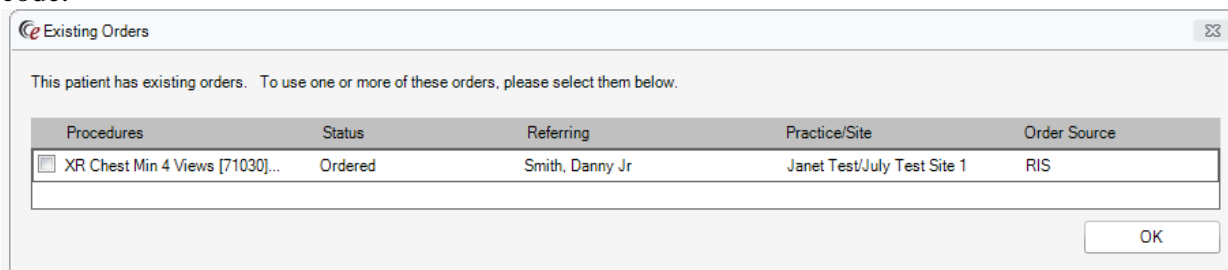 Existing Orders
This patient has existing orders. To use one or more of these orders, please select them below.
Procedures Status Referring Practice/Site Order Source
XR Chest Min 4 Views [71030]... Ordered Smith, Danny Jr Janet Test/July Test Site 1 RIS
OK